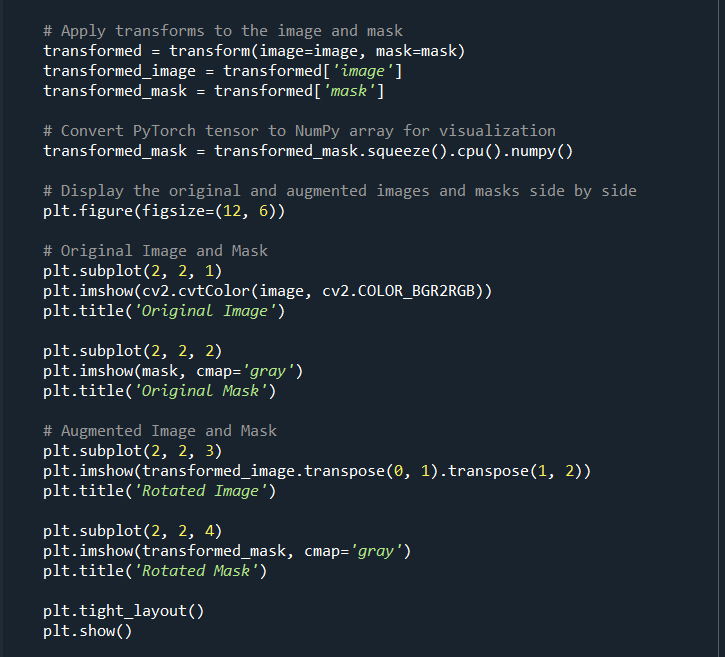 # Apply transforms to the image and mask
transformed = transform(image=image, mask=mask)
transformed_image = transformed['image']
transformed_mask = transformed['mask']
# Convert PyTorch tensor to NumPy array for visualization
transformed_mask = transformed_mask.squeeze().cpu().numpy()
# Display the original and augmented images and masks side by side
plt.figure(figsize=(12, 6))
# Original Image and Mask
plt.subplot(2, 2, 1)
plt.imshow(cv2.cvtColor(image, cv2.COLOR_BGR2RGB))
plt.title('Original Image')
plt.subplot(2, 2, 2)
plt.imshow(mask, cmap='gray')
plt.title('Original Mask')
# Augmented Image and Mask
plt.subplot(2, 2, 3)
plt.imshow(transformed_image.transpose(0, 1).transpose(1, 2))
plt.title('Rotated Image')
plt.subplot(2, 2, 4)
plt.imshow(transformed_mask, cmap='gray')
plt.title('Rotated Mask')
plt.tight_layout()
plt.show()